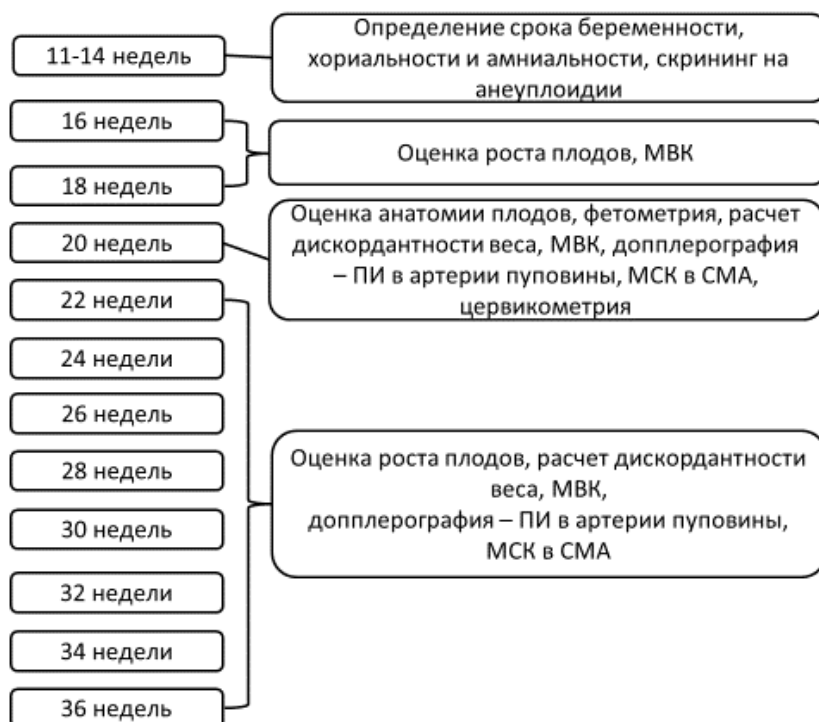 11-14 недель
Определение срока беременности,
хориальности и амниальности, скрининг на
анеуплоидии
16 недель
18 недель
Оценка роста плодов, МВК
20 недель
Оценка анатомии плодов, фетометрия, расчет
дискордантности веса, МВК, допплерография
– ПИ в артерии пуповины, МСК в СМА,
цервикометрия
22 недели
24 недели
26 недель
28 недель
30 недель
32 недели
34 недели
36 недель
Оценка роста плодов, расчет дискордантности
веса, МВК,
допплерография – ПИ в артерии пуповины,
МСК в СМА